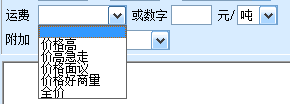 运费 或数字 元/ 吨
附加
价格高
价高急走
价格面议
价格好商量
全价